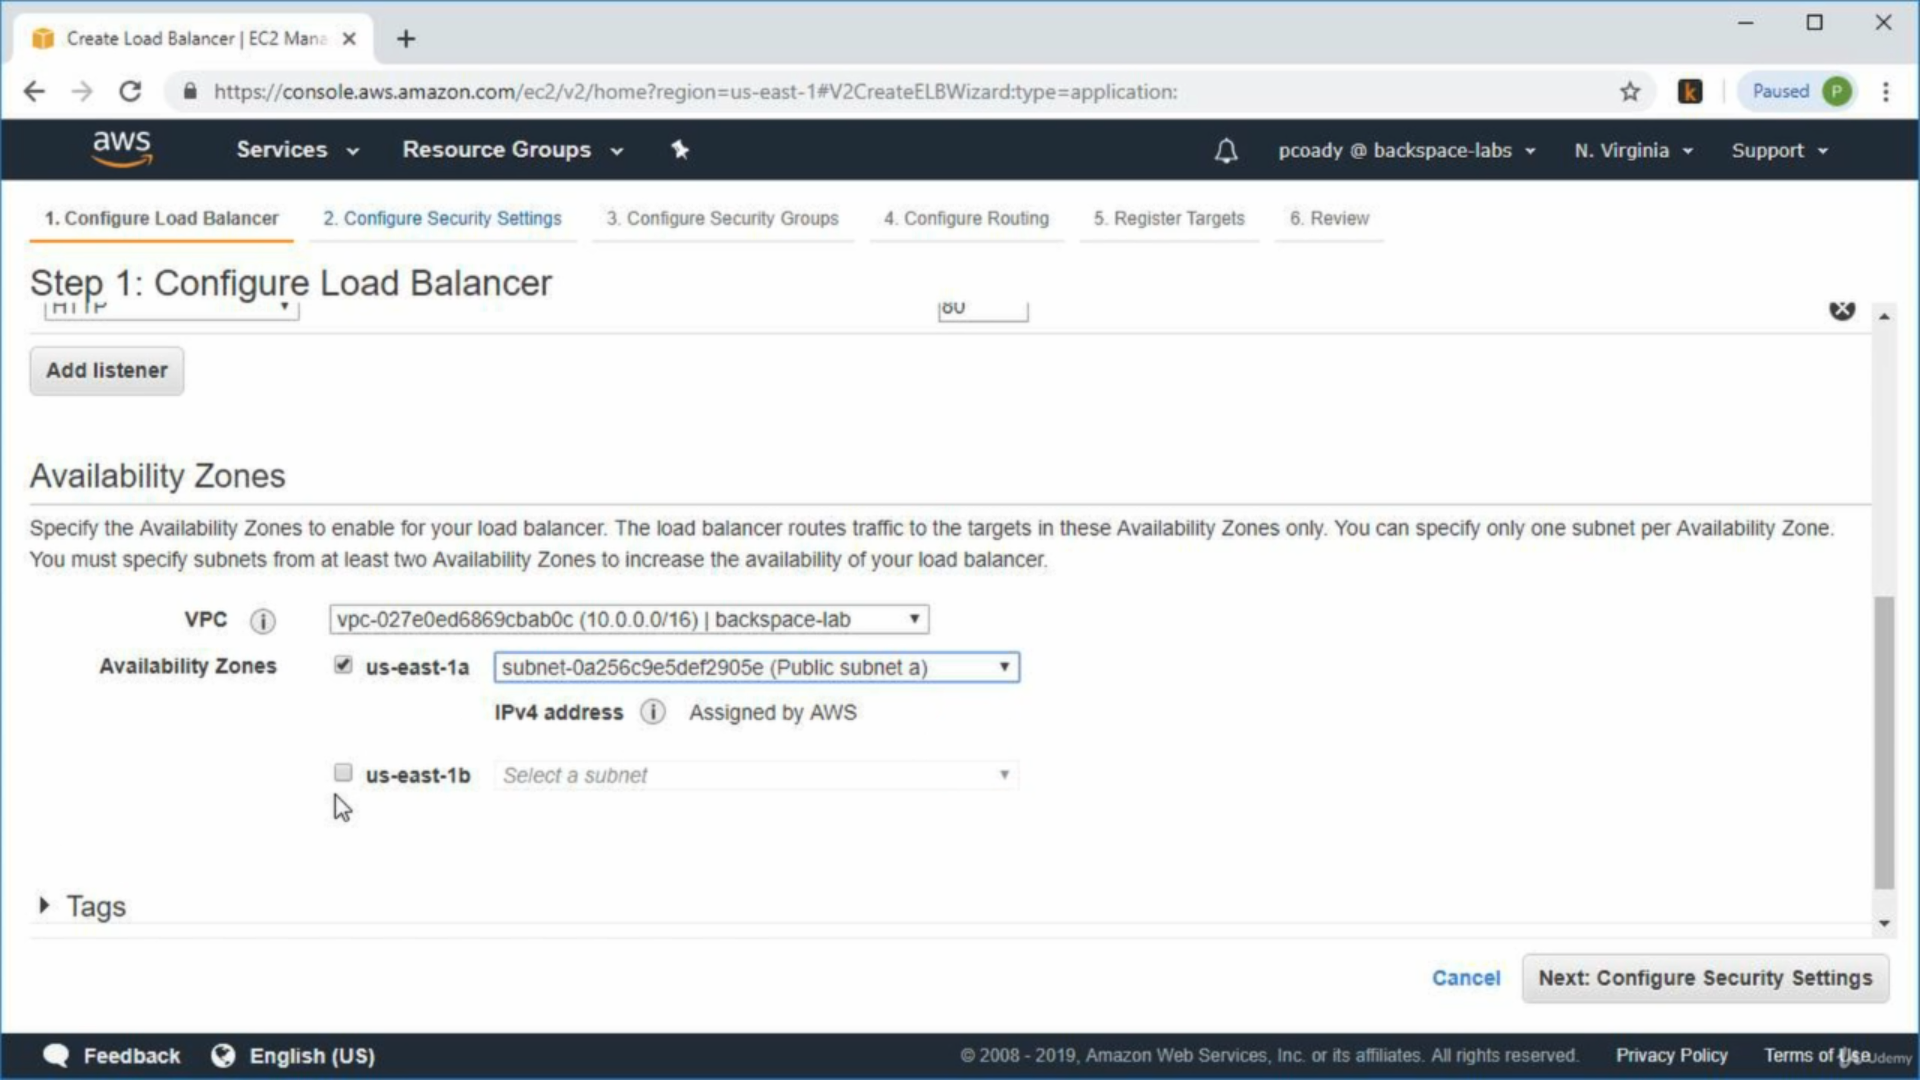 Create Load Balancer | EC2 Mana
https://console.aws.amazon.com/ec2/v2/home?region=us-east-1#V2CreateELBWizard:type=application:
k
Paused P
aws Services Resource Groups pcoady @ backspace-labs N. Virginia Support
1. Configure Load Balancer 2. Configure Security Settings 3. Configure Security Groups 4. Configure Routing 5. Register Targets 6. Review
Step 1: Configure Load Balancer
HTTP 80
Add listener
Availability Zones
Specify the Availability Zones to enable for your load balancer. The load balancer routes traffic to the targets in these Availability Zones only. You can specify only one subnet per Availability Zone.
You must specify subnets from at least two Availability Zones to increase the availability of your load balancer.
VPC i vpc-027e0ed6869cbab0c (10.0.0.0/16) | backspace-lab
Availability Zones us-east-1a subnet-0a256c9e5def2905e (Public subnet a)
IPv4 address i Assigned by AWS
us-east-1b Select a subnet
Tags
Cancel Next: Configure Security Settings
Feedback English (US) © 2008 - 2019, Amazon Web Services, Inc. or its affiliates. All rights reserved. Privacy Policy Terms of Use
Udemy